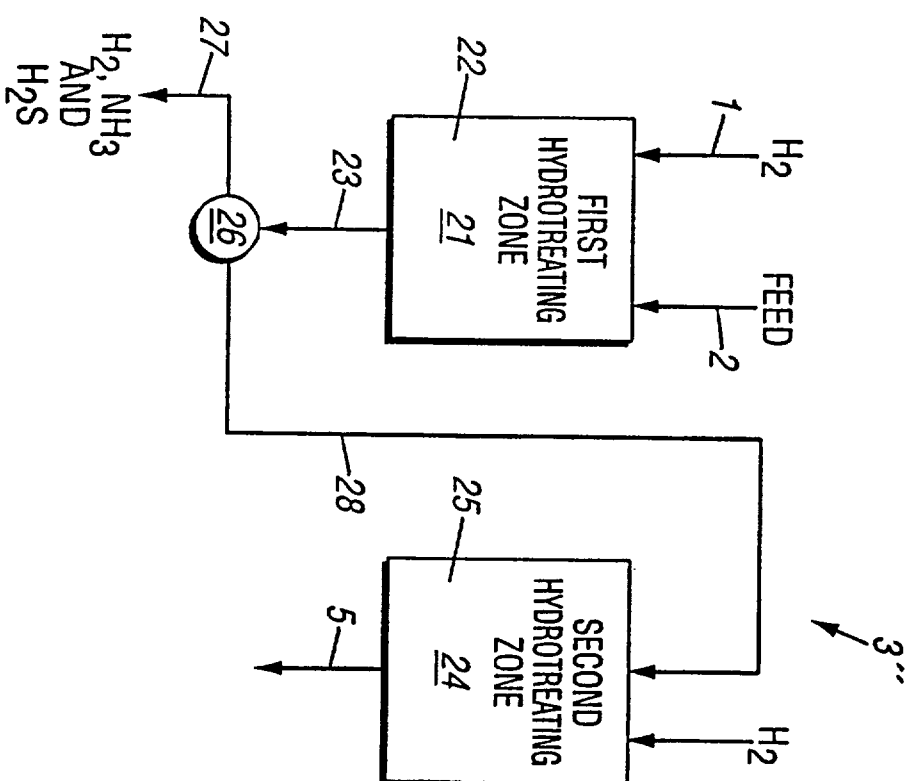 3''
H2
FEED
H2
1
2
22
FIRST
HYDROTREATING
ZONE
21
25
SECOND
HYDROTREATING
ZONE
24
23
28
5
27
26
H2, NH3
AND
H2S